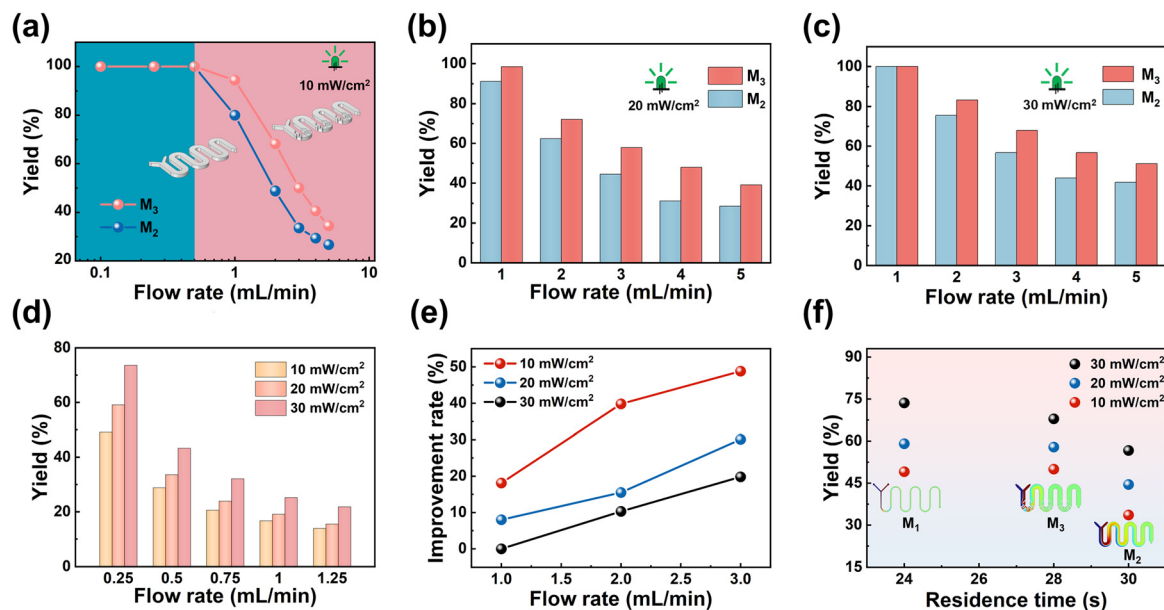 (a)
Yield (%)
100
80
60
40
20
10 mW/cm²
M₃
M₂
0.1
1
10
Flow rate (mL/min)
(b)
Yield (%)
100
80
60
40
20
0
M₃
M₂
20 mW/cm²
1 2 3 4 5
Flow rate (mL/min)
(c)
Yield (%)
100
80
60
40
20
0
M₃
M₂
30 mW/cm²
1 2 3 4 5
Flow rate (mL/min)
(d)
Yield (%)
80
60
40
20
0
10 mW/cm²
20 mW/cm²
30 mW/cm²
0.25 0.5 0.75 1 1.25
Flow rate (mL/min)
(e)
Improvement rate (%)
50
40
30
20
10
0
10 mW/cm²
20 mW/cm²
30 mW/cm²
1.0 1.5 2.0 2.5 3.0
Flow rate (mL/min)
(f)
Yield (%)
90
75
60
45
30
15
30 mW/cm²
20 mW/cm²
10 mW/cm²
M₁
M₃
M₂
24 26 28 30
Residence time (s)